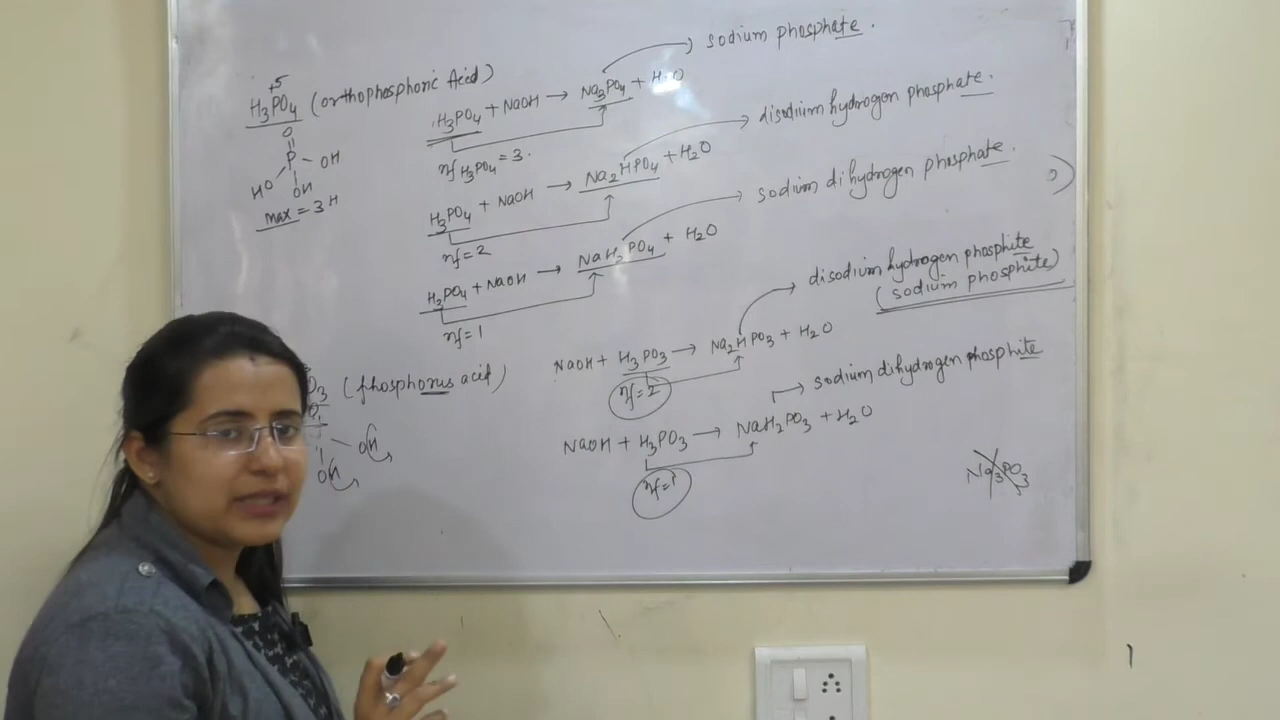 +5
H3PO4 (orthophosphoric Acid)
O
P - OH
HO OH
max = 3 H
H3PO4 + NaOH → Na3PO4 + H2O
sodium phosphate.
nf H3PO4 = 3.
H3PO4 + NaOH → Na2HPO4 + H2O
disodium hydrogen phosphate.
nf = 2
H3PO4 + NaOH → NaH2PO4 + H2O
sodium dihydrogen phosphate.
nf = 1
PO3 (phosphorus acid)
OH
OH
NaOH + H3PO3 → Na2HPO3 + H2O
disodium hydrogen phosphite
(sodium phosphite)
nf = 2
NaOH + H3PO3 → NaH2PO3 + H2O
sodium dihydrogen phosphite
nf = 1
Na3PO3